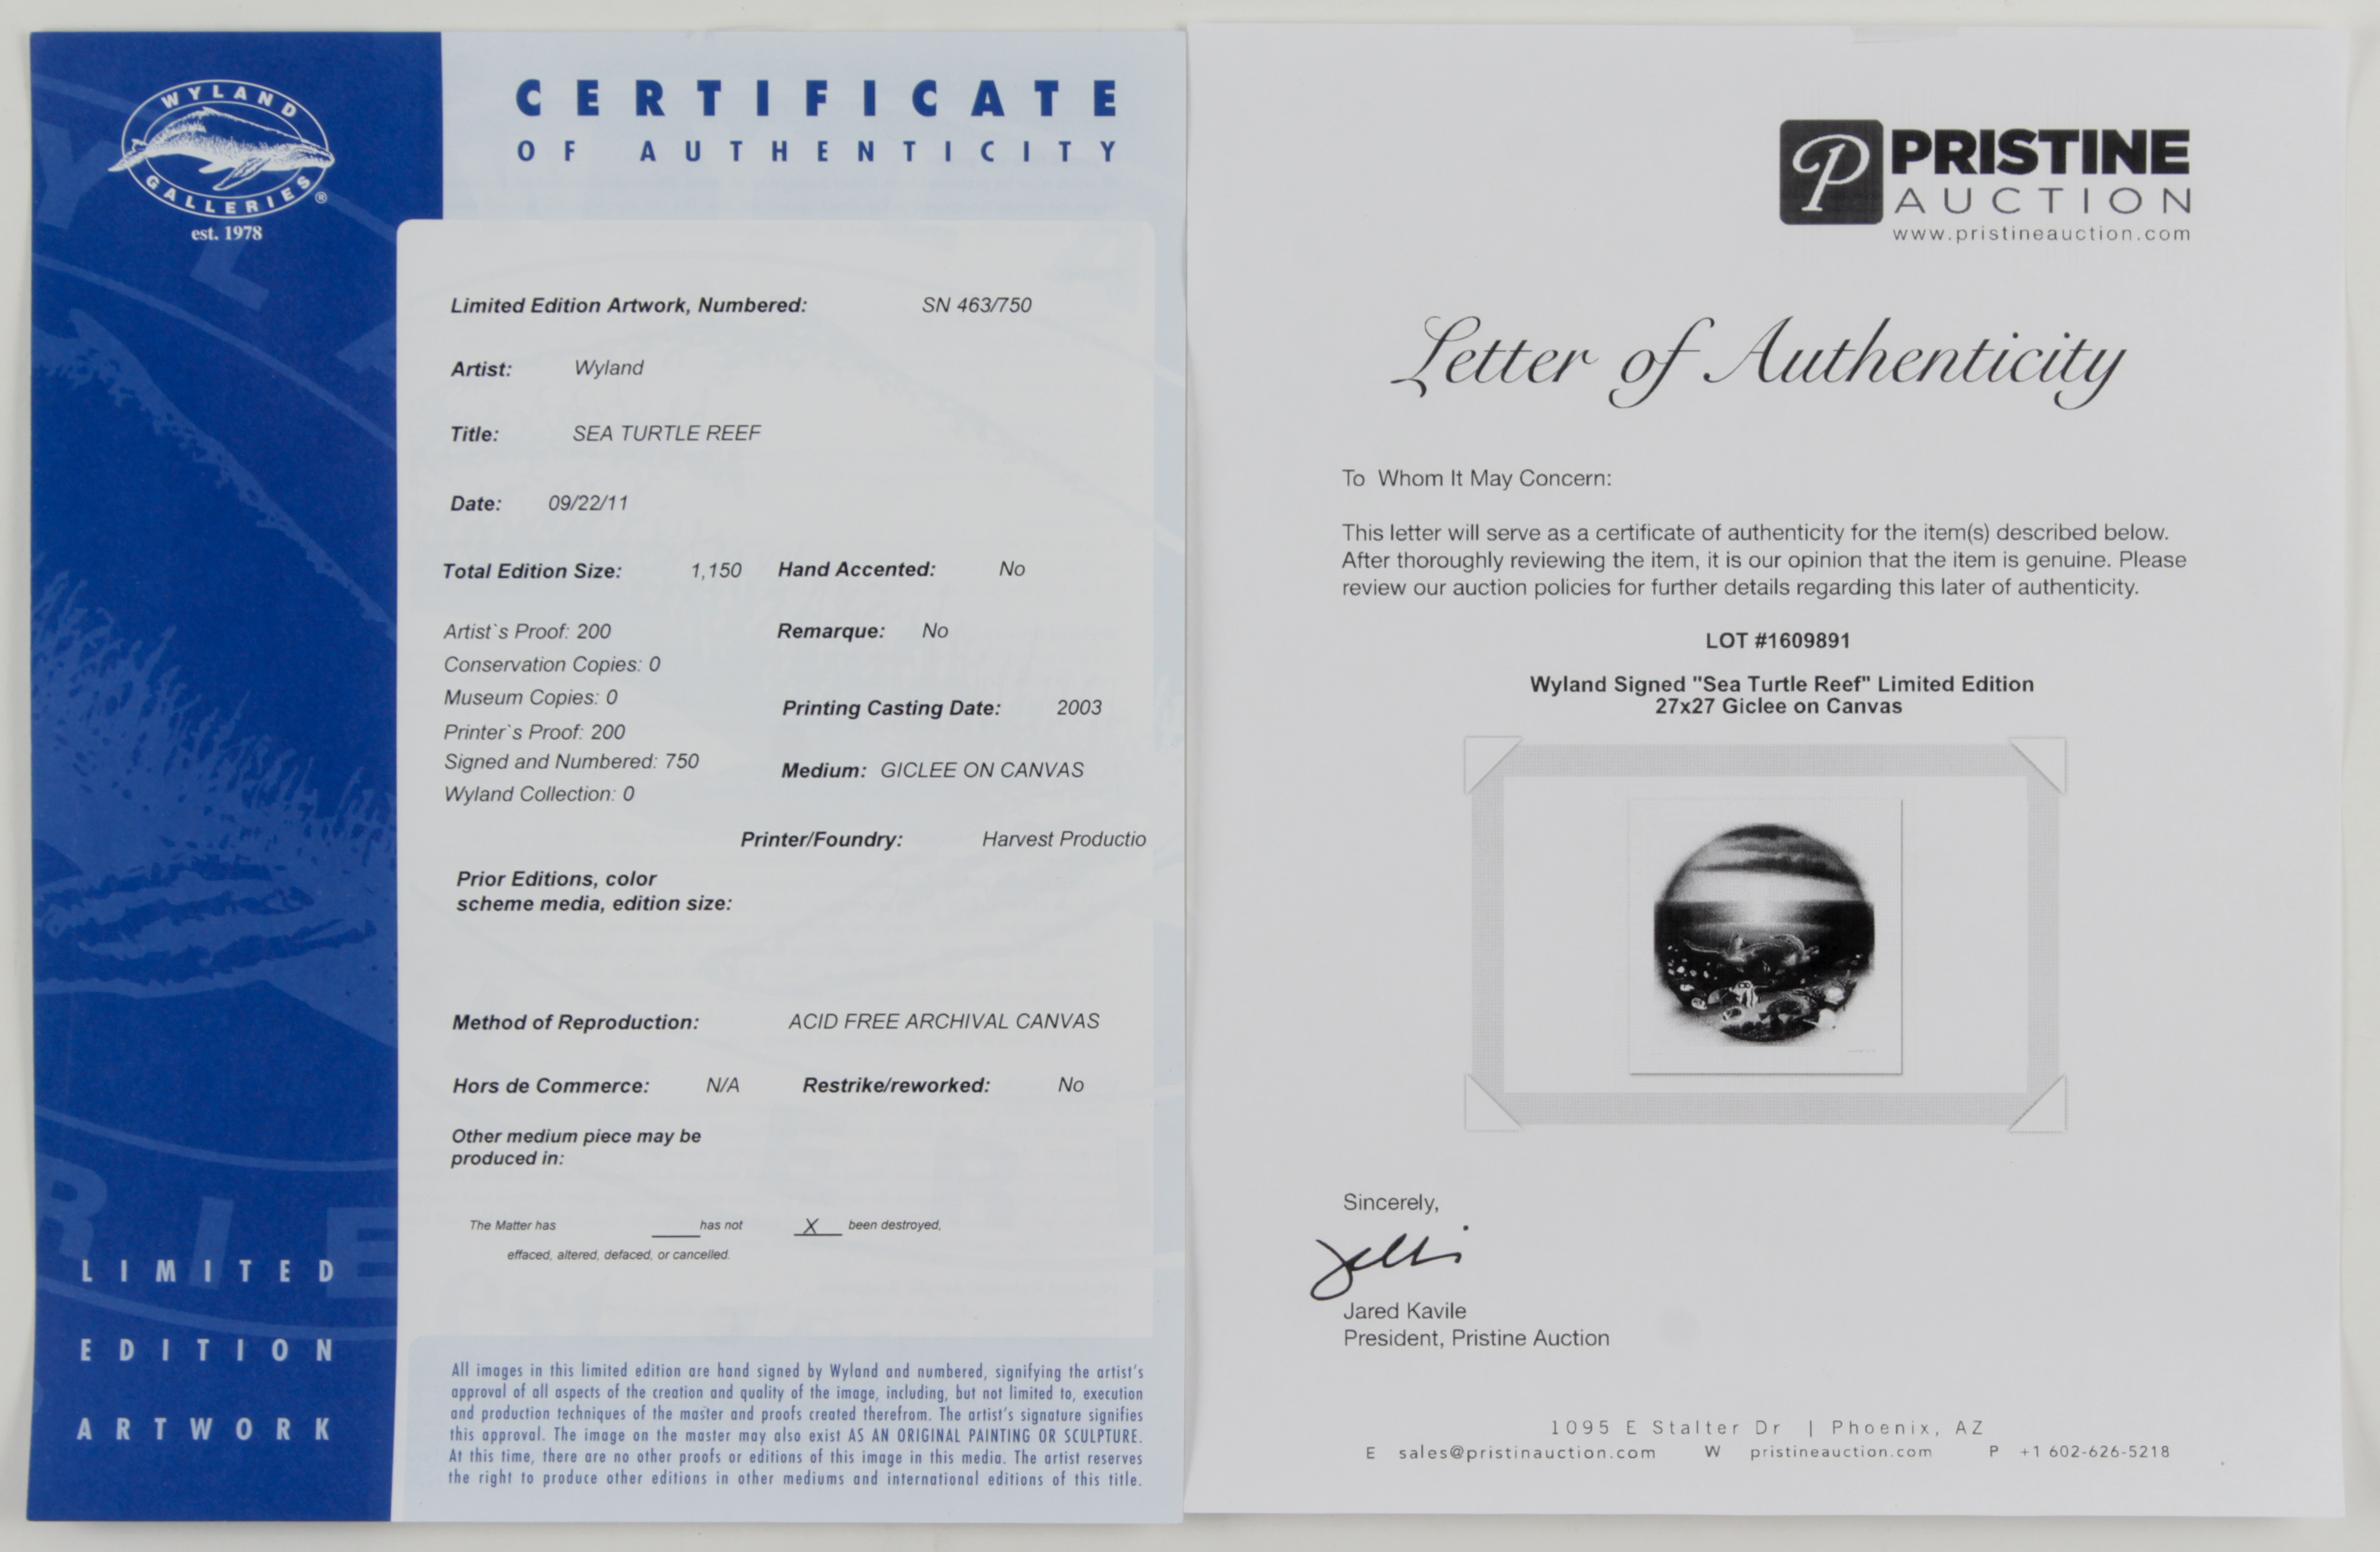 WYLAND
GALLERIES®
est. 1978
CERTIFICATE
OF AUTHENTICITY
Limited Edition Artwork, Numbered: SN 463/750
Artist: Wyland
Title: SEA TURTLE REEF
Date: 09/22/11
Total Edition Size: 1,150 Hand Accented: No
Artist`s Proof: 200 Remarque: No
Conservation Copies: 0
Museum Copies: 0 Printing Casting Date: 2003
Printer`s Proof: 200
Signed and Numbered: 750 Medium: GICLEE ON CANVAS
Wyland Collection: 0
Printer/Foundry: Harvest Productio
Prior Editions, color
scheme media, edition size:
Method of Reproduction: ACID FREE ARCHIVAL CANVAS
Hors de Commerce: N/A Restrike/reworked: No
Other medium piece may be
produced in:
The Matter has ____ has not X been destroyed,
effaced, altered, defaced, or cancelled.
LIMITED
EDITION
ARTWORK
All images in this limited edition are hand signed by Wyland and numbered, signifying the artist's
approval of all aspects of the creation and quality of the image, including, but not limited to, execution
and production techniques of the master and proofs created therefrom. The artist's signature signifies
this approval. The image on the master may also exist AS AN ORIGINAL PAINTING OR SCULPTURE.
At this time, there are no other proofs or editions of this image in this media. The artist reserves
the right to produce other editions in other mediums and international editions of this title.
P PRISTINE
AUCTION
www.pristineauction.com
Letter of Authenticity
To Whom It May Concern:
This letter will serve as a certificate of authenticity for the item(s) described below.
After thoroughly reviewing the item, it is our opinion that the item is genuine. Please
review our auction policies for further details regarding this later of authenticity.
LOT #1609891
Wyland Signed "Sea Turtle Reef" Limited Edition
27x27 Giclee on Canvas
Sincerely,
Jared Kavile
President, Pristine Auction
1095 E Stalter Dr | Phoenix, AZ
E sales@pristinauction.com W pristineauction.com P +1 602-626-5218